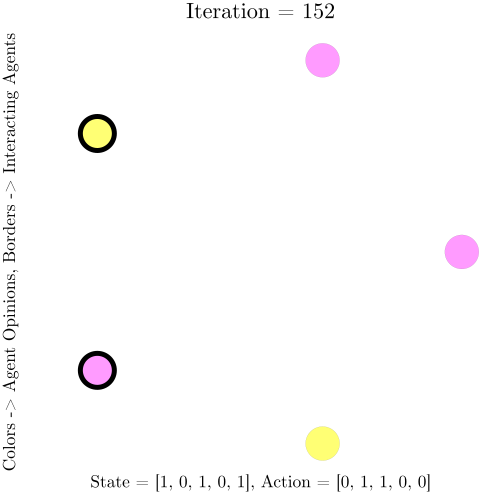 Iteration = 152
Colors -> Agent Opinions, Borders -> Interacting Agents
State = [1, 0, 1, 0, 1], Action = [0, 1, 1, 0, 0]